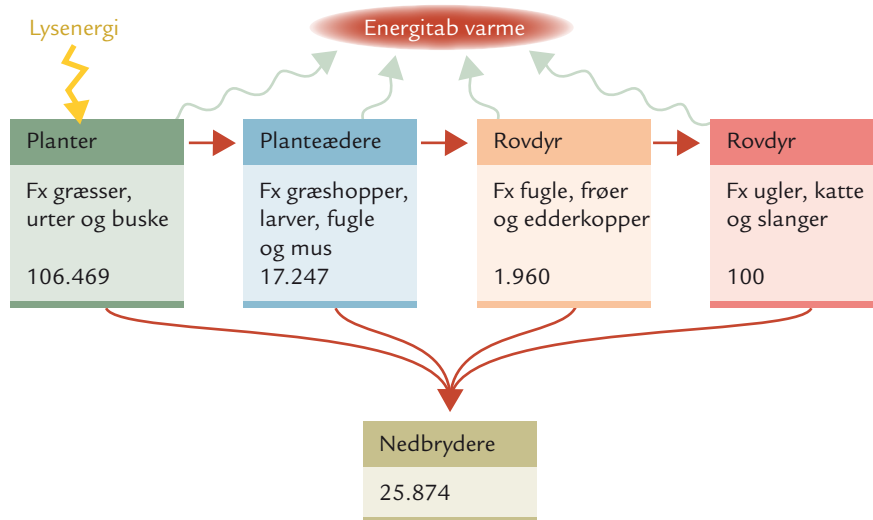 Lysenergi
Energitab varme
Planter
Fx græsser,
urter og buske
106.469
Planteædere
Fx græshopper,
larver, fugle
og mus
17.247
Rovdyr
Fx fugle, frøer
og edderkopper
1.960
Rovdyr
Fx ugler, katte
og slanger
100
Nedbrydere
25.874